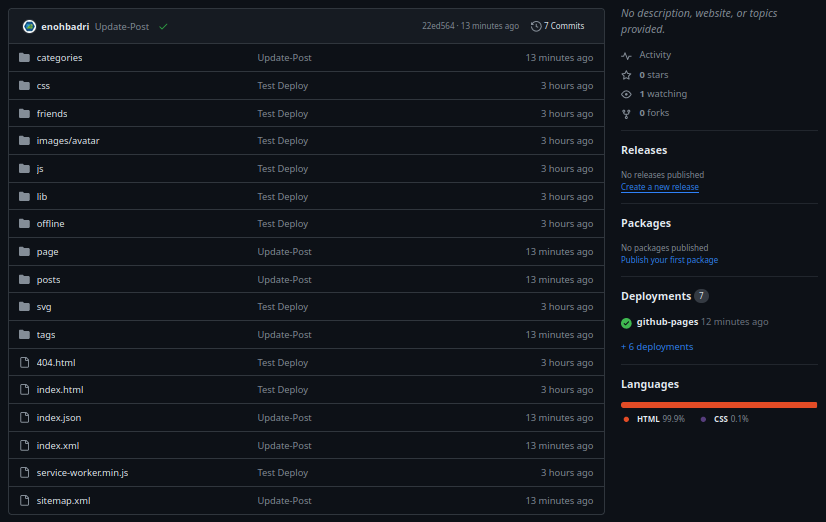 enohbadri Update-Post 22ed564 · 13 minutes ago 7 Commits
categories Update-Post 13 minutes ago
css Test Deploy 3 hours ago
friends Test Deploy 3 hours ago
images/avatar Test Deploy 3 hours ago
js Test Deploy 3 hours ago
lib Test Deploy 3 hours ago
offline Test Deploy 3 hours ago
page Update-Post 13 minutes ago
posts Update-Post 13 minutes ago
svg Test Deploy 3 hours ago
tags Update-Post 13 minutes ago
404.html Test Deploy 3 hours ago
index.html Test Deploy 3 hours ago
index.json Update-Post 13 minutes ago
index.xml Update-Post 13 minutes ago
service-worker.min.js Test Deploy 3 hours ago
sitemap.xml Update-Post 13 minutes ago
No description, website, or topics
provided.
Activity
0 stars
1 watching
0 forks
Releases
No releases published
Create a new release
Packages
No packages published
Publish your first package
Deployments 7
github-pages 12 minutes ago
+ 6 deployments
Languages
HTML 99.9% CSS 0.1%